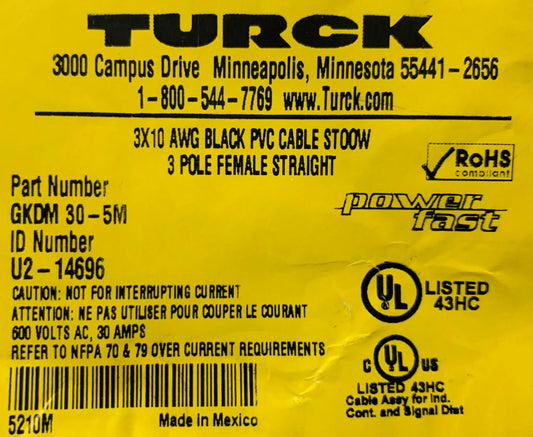 TURCK
3000 Campus Drive Minneapolis, Minnesota 55441-2656
1-800-544-7769 www.Turck.com
3X10 AWG BLACK PVC CABLE STOOW
3 POLE FEMALE STRAIGHT
RoHS
compliant
Part Number
GKDM 30-5M
power
fast
ID Number
U2-14696
CAUTION: NOT FOR INTERRUPTING CURRENT
ATTENTION: NE PAS UTILISER POUR COUPER LE COURANT
600 VOLTS AC, 30 AMPS
REFER TO NFPA 70 & 79 OVER CURRENT REQUIREMENTS
UL LISTED
43HC
C UL US
LISTED 43HC
Cable Assy for Ind.
Cont. and Signal Dist
5210M
Made in Mexico